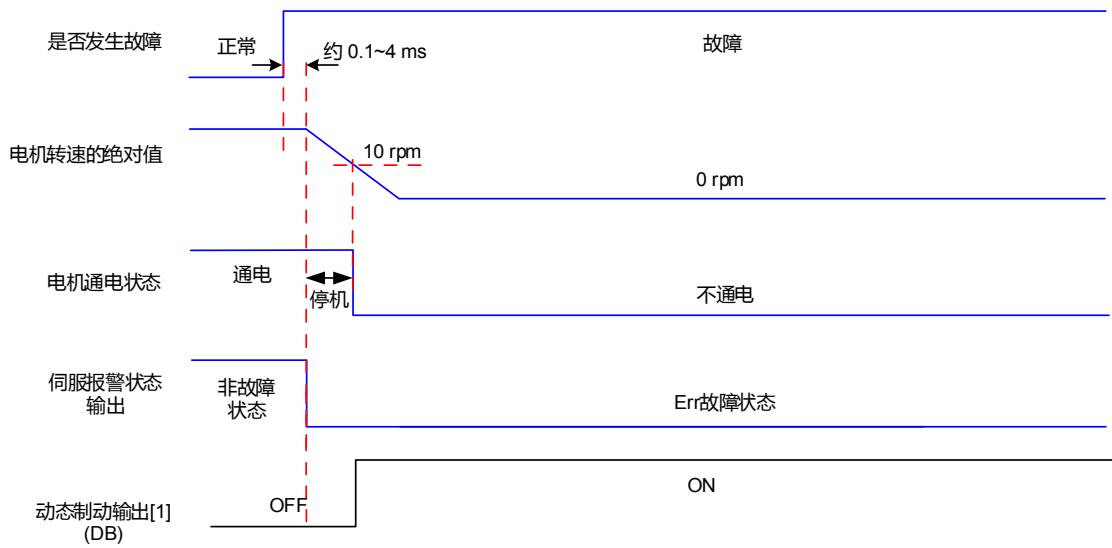 是否发生故障
正常
约 0.1~4 ms
故障
电机转速的绝对值
10 rpm
0 rpm
电机通电状态
通电
停机
不通电
伺服报警状态
输出
非故障
状态
Err故障状态
动态制动输出[1]
(DB)
OFF
ON